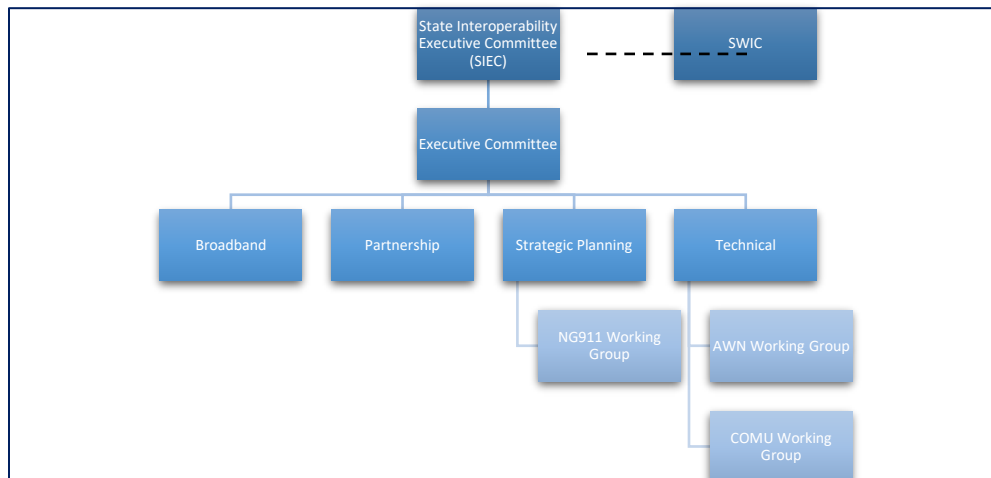 State Interoperability
Executive Committee
(SIEC)
SWIC
Executive Committee
Broadband
Partnership
Strategic Planning
Technical
NG911 Working
Group
AWN Working Group
COMU Working
Group